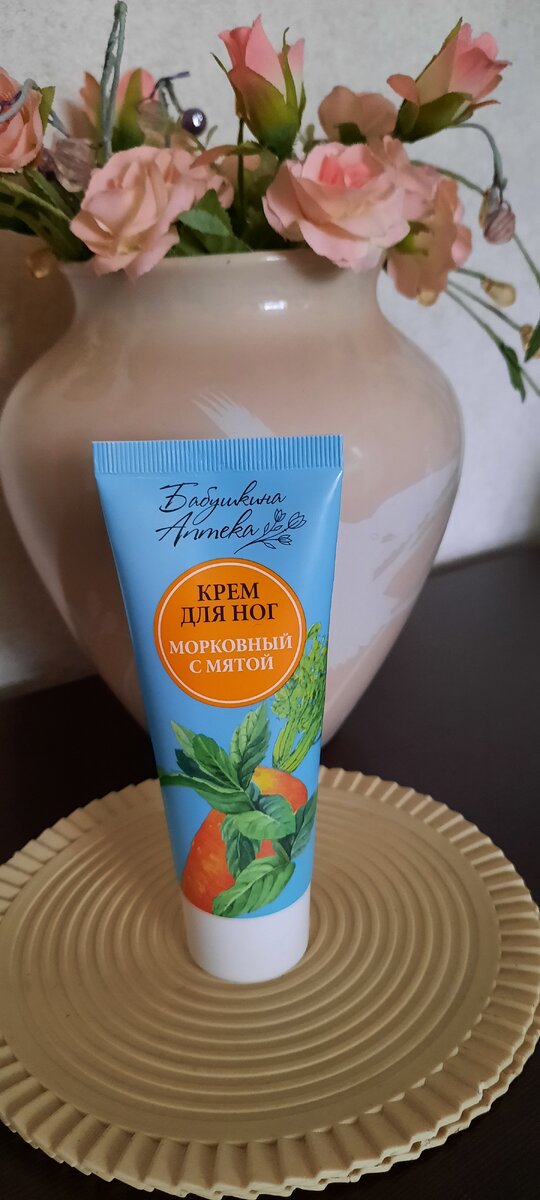 Бабушкина
Аптека
КРЕМ
ДЛЯ НОГ
МОРКОВНЫЙ
С МЯТОЙ